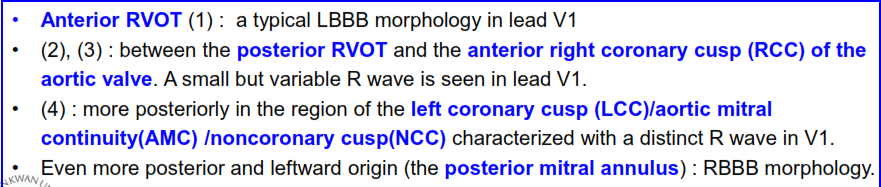 • Anterior RVOT (1) : a typical LBBB morphology in lead V1
• (2), (3) : between the posterior RVOT and the anterior right coronary cusp (RCC) of the
aortic valve. A small but variable R wave is seen in lead V1.
• (4) : more posteriorly in the region of the left coronary cusp (LCC)/aortic mitral
continuity(AMC) /noncoronary cusp(NCC) characterized with a distinct R wave in V1.
• Even more posterior and leftward origin (the posterior mitral annulus) : RBBB morphology.